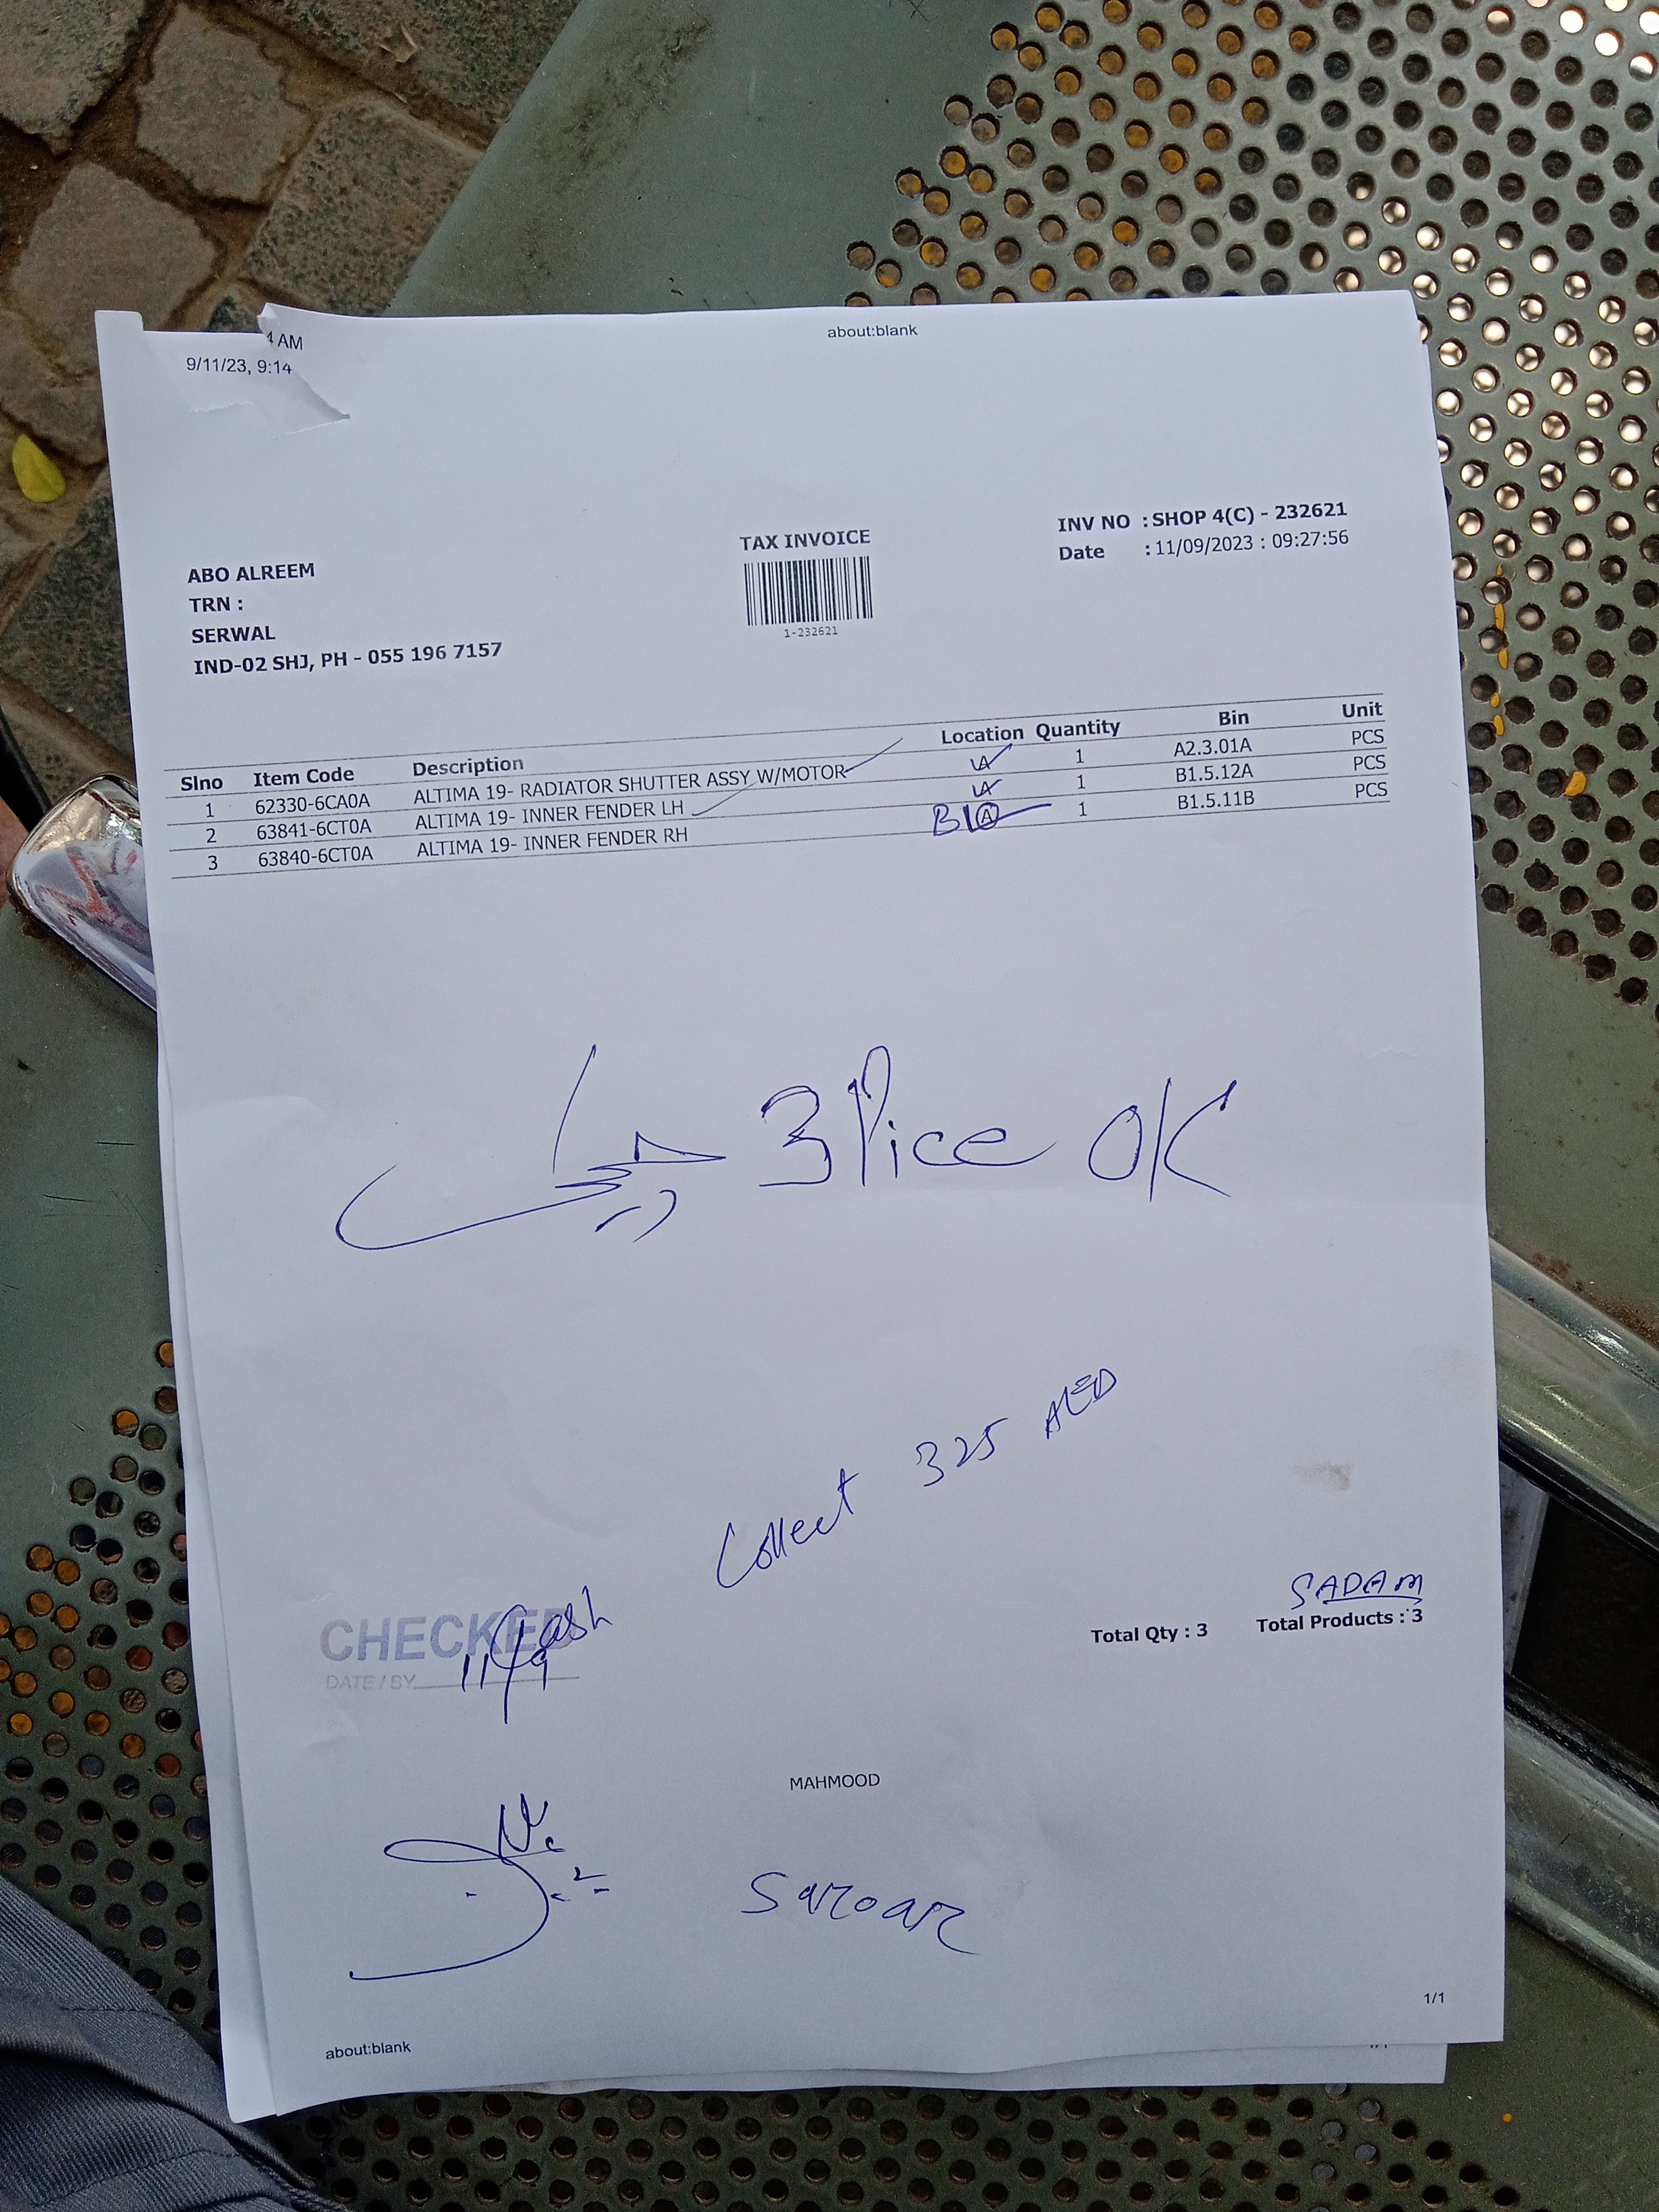 about:blank
4 AM
9/11/23, 9:14
TAX INVOICE
1-232621
INV NO : SHOP 4(C) - 232621
Date : 11/09/2023 : 09:27:56
ABO ALREEM
TRN :
SERWAL
IND-02 SHJ, PH - 055 196 7157
Slno Item Code Description Location Quantity Bin Unit
1 62330-6CA0A ALTIMA 19- RADIATOR SHUTTER ASSY W/MOTOR 1 A2.3.01A PCS
2 63841-6CT0A ALTIMA 19- INNER FENDER LH 1 B1.5.12A PCS
3 63840-6CT0A ALTIMA 19- INNER FENDER RH B1A 1 B1.5.11B PCS
3 Pice OK
Collect 325 AED
SADAM
Total Qty : 3 Total Products : 3
CHECKED
DATE / BY
11/9
MAHMOOD
Saroar
1/1
about:blank